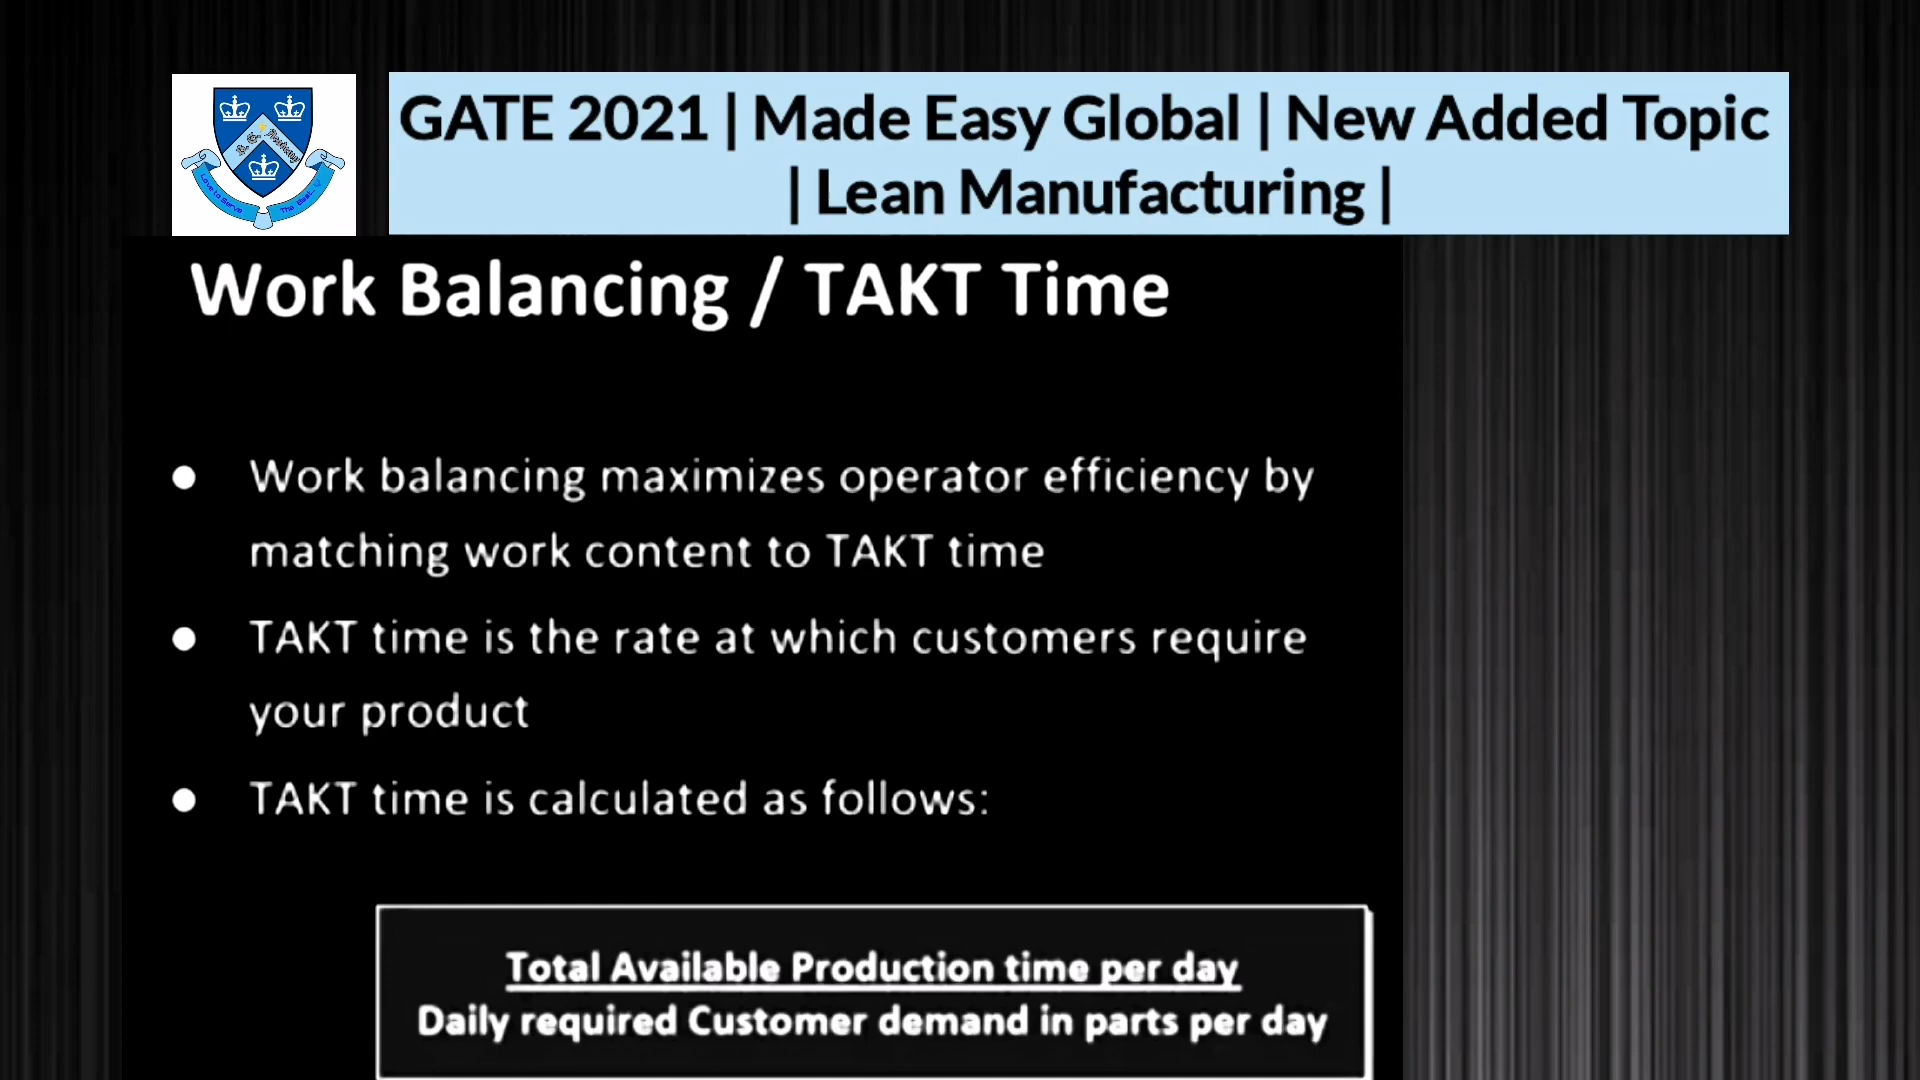 GATE 2021 | Made Easy Global | New Added Topic
| Lean Manufacturing |
Work Balancing / TAKT Time
● Work balancing maximizes operator efficiency by
matching work content to TAKT time
● TAKT time is the rate at which customers require
your product
● TAKT time is calculated as follows:
Total Available Production time per day
Daily required Customer demand in parts per day